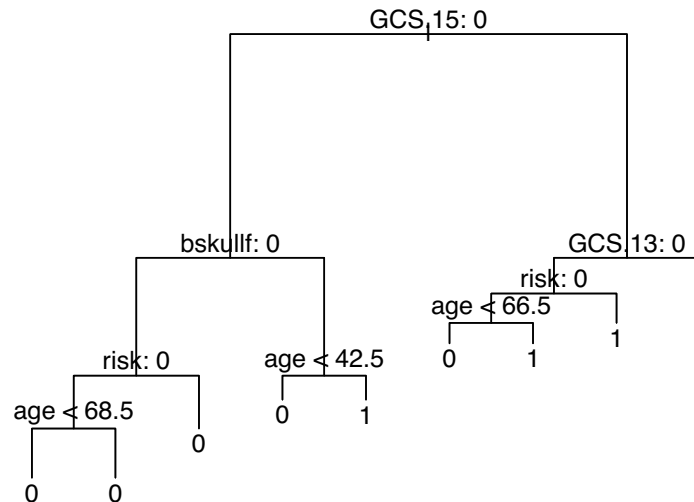 GCS.15: 0
bskullf: 0
GCS.13: 0
risk: 0
age < 66.5
0
1
1
risk: 0
age < 42.5
0
1
age < 68.5
0
0
0